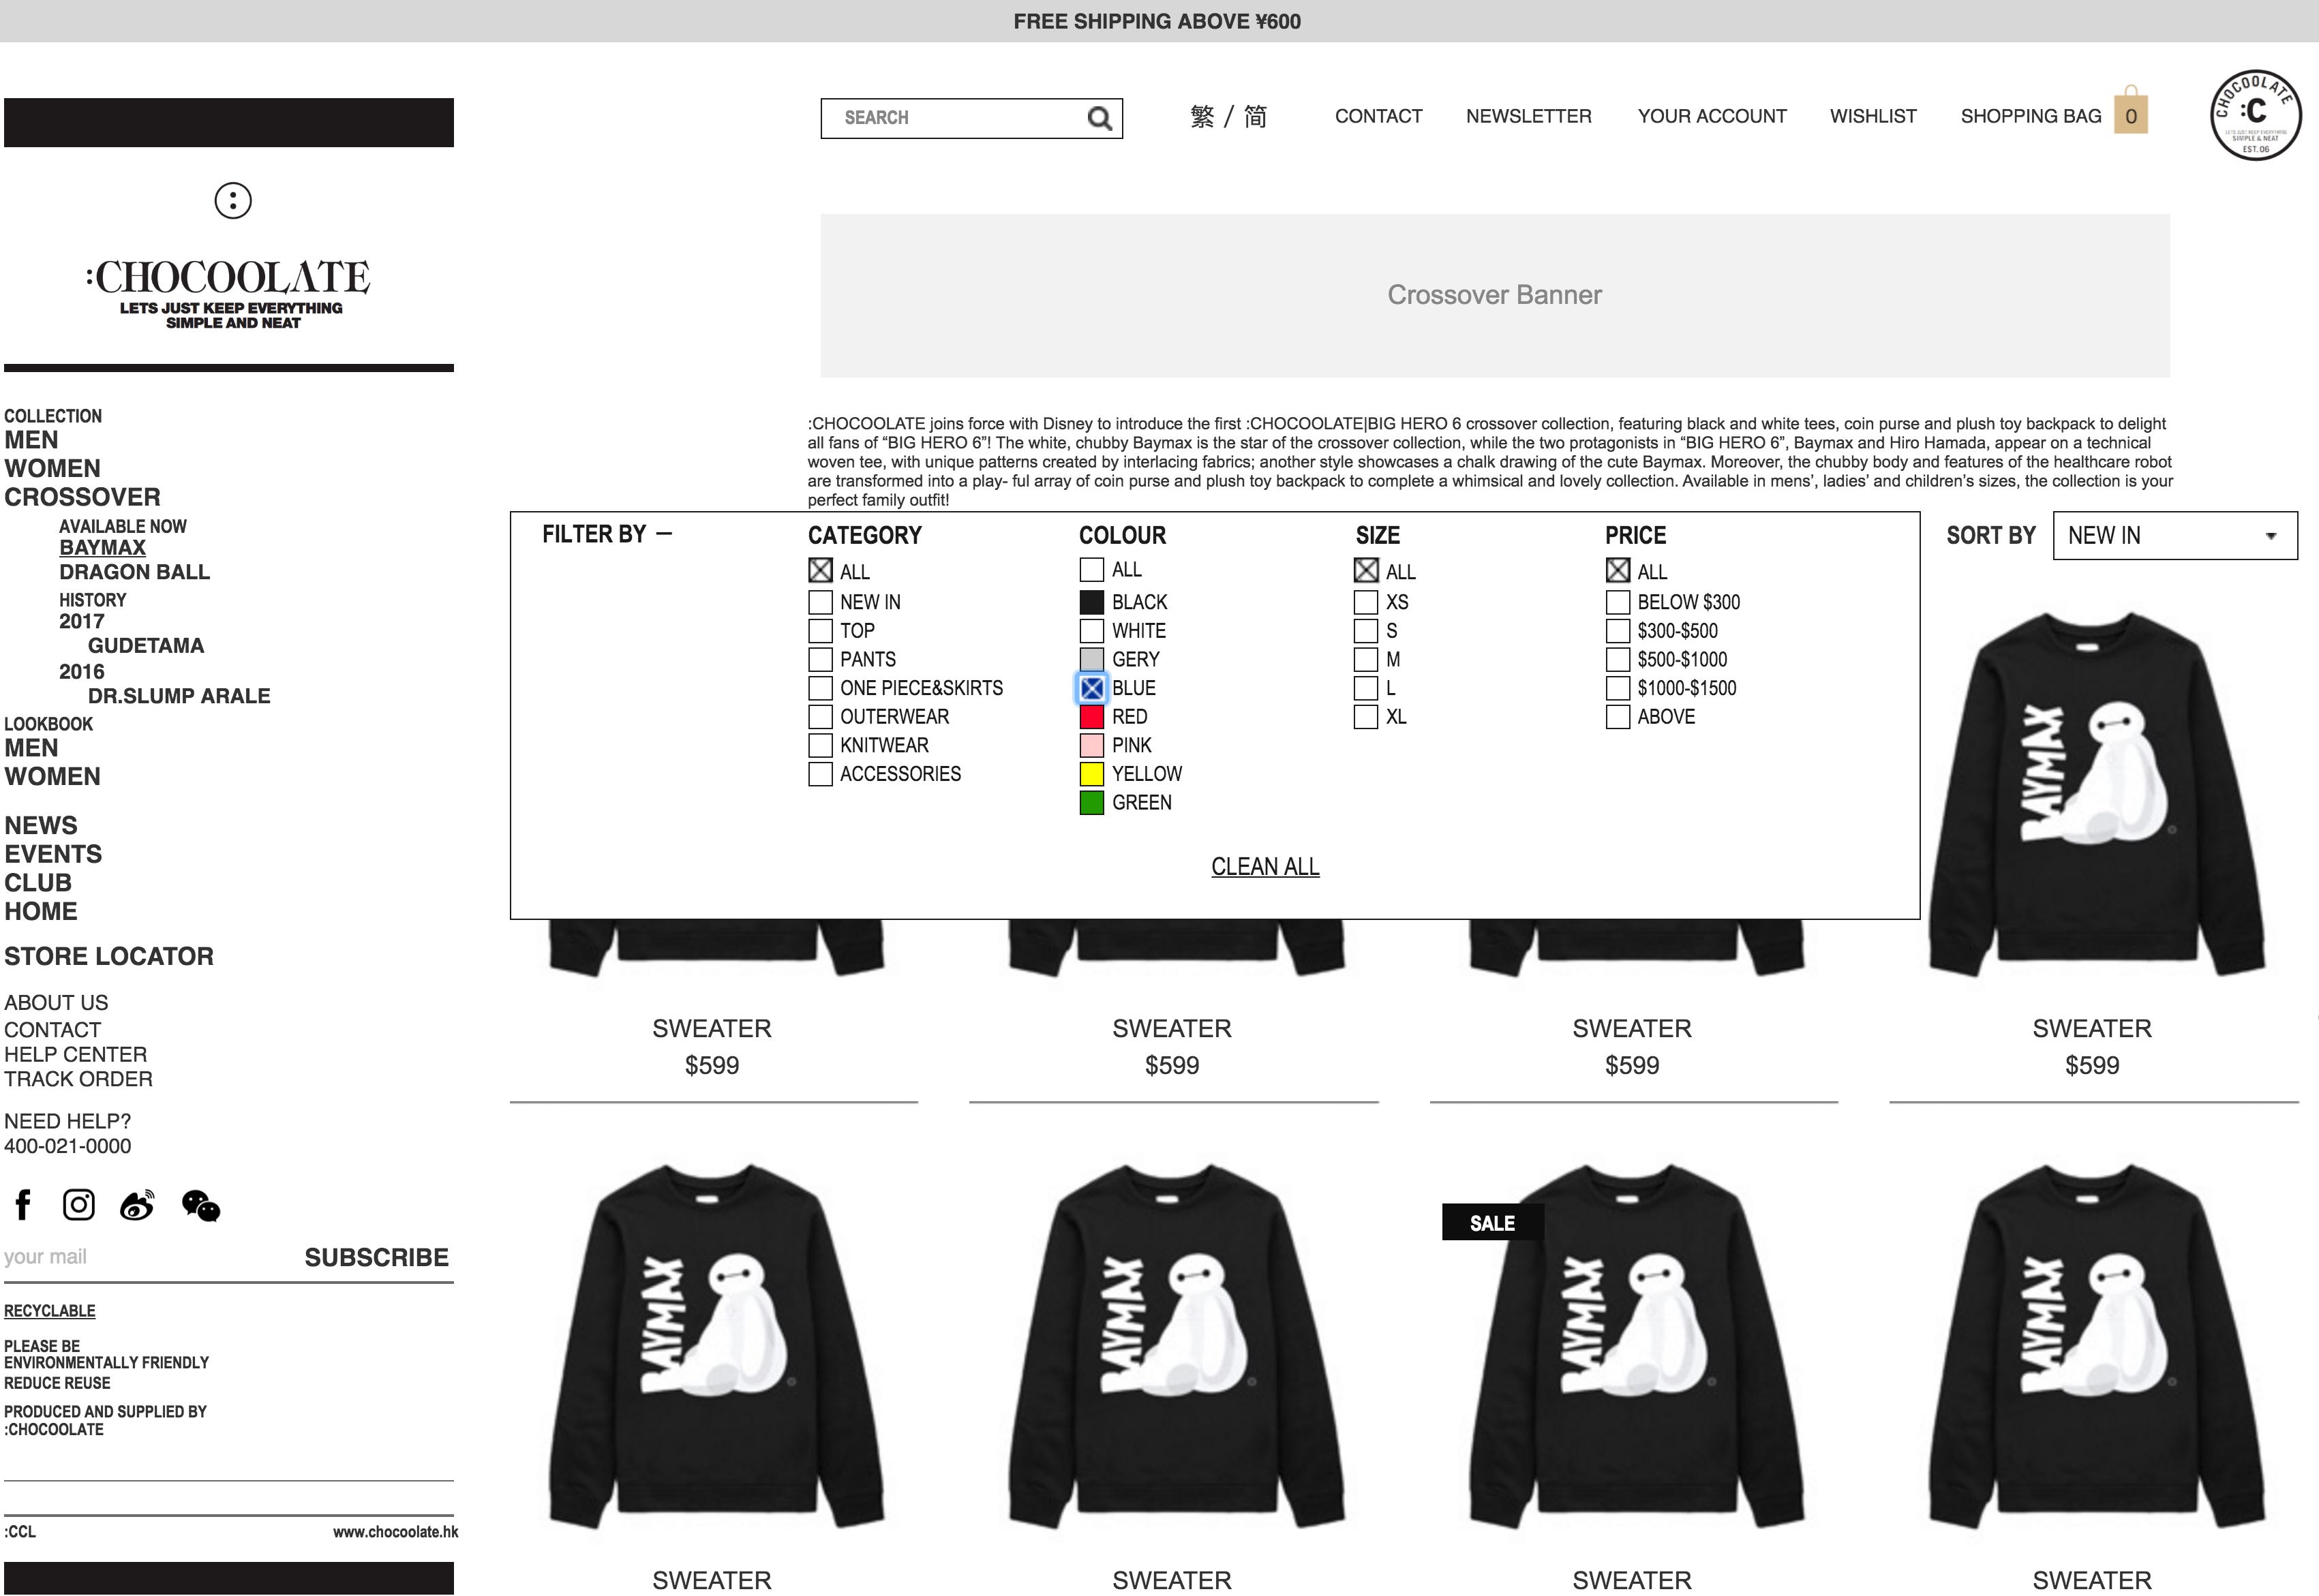 FREE SHIPPING ABOVE ¥600
SEARCH
繁 / 简
CONTACT
NEWSLETTER
YOUR ACCOUNT
WISHLIST
SHOPPING BAG
0
CHOCOOLATE
:C
LETS JUST KEEP EVERYTHING
SIMPLE & NEAT
EST. 06
:CHOCOOLATE
LETS JUST KEEP EVERYTHING
SIMPLE AND NEAT
COLLECTION
MEN
WOMEN
CROSSOVER
AVAILABLE NOW
BAYMAX
DRAGON BALL
HISTORY
2017
GUDETAMA
2016
DR.SLUMP ARALE
LOOKBOOK
MEN
WOMEN
NEWS
EVENTS
CLUB
HOME
STORE LOCATOR
ABOUT US
CONTACT
HELP CENTER
TRACK ORDER
NEED HELP?
400-021-0000
your mail
SUBSCRIBE
RECYCLABLE
PLEASE BE
ENVIRONMENTALLY FRIENDLY
REDUCE REUSE
PRODUCED AND SUPPLIED BY
:CHOCOOLATE
:CCL
www.chocoolate.hk
Crossover Banner
:CHOCOOLATE joins force with Disney to introduce the first :CHOCOOLATE|BIG HERO 6 crossover collection, featuring black and white tees, coin purse and plush toy backpack to delight
all fans of “BIG HERO 6”! The white, chubby Baymax is the star of the crossover collection, while the two protagonists in “BIG HERO 6”, Baymax and Hiro Hamada, appear on a technical
woven tee, with unique patterns created by interlacing fabrics; another style showcases a chalk drawing of the cute Baymax. Moreover, the chubby body and features of the healthcare robot
are transformed into a play- ful array of coin purse and plush toy backpack to complete a whimsical and lovely collection. Available in mens’, ladies’ and children’s sizes, the collection is your
perfect family outfit!
FILTER BY —
CATEGORY
ALL
NEW IN
TOP
PANTS
ONE PIECE&SKIRTS
OUTERWEAR
KNITWEAR
ACCESSORIES
COLOUR
ALL
BLACK
WHITE
GERY
BLUE
RED
PINK
YELLOW
GREEN
SIZE
ALL
XS
S
M
L
XL
PRICE
ALL
BELOW $300
$300-$500
$500-$1000
$1000-$1500
ABOVE
CLEAN ALL
SORT BY
NEW IN
BAYMAX
SWEATER
$599
SWEATER
$599
SWEATER
$599
SWEATER
$599
BAYMAX
BAYMAX
SALE
BAYMAX
BAYMAX
SWEATER
SWEATER
SWEATER
SWEATER